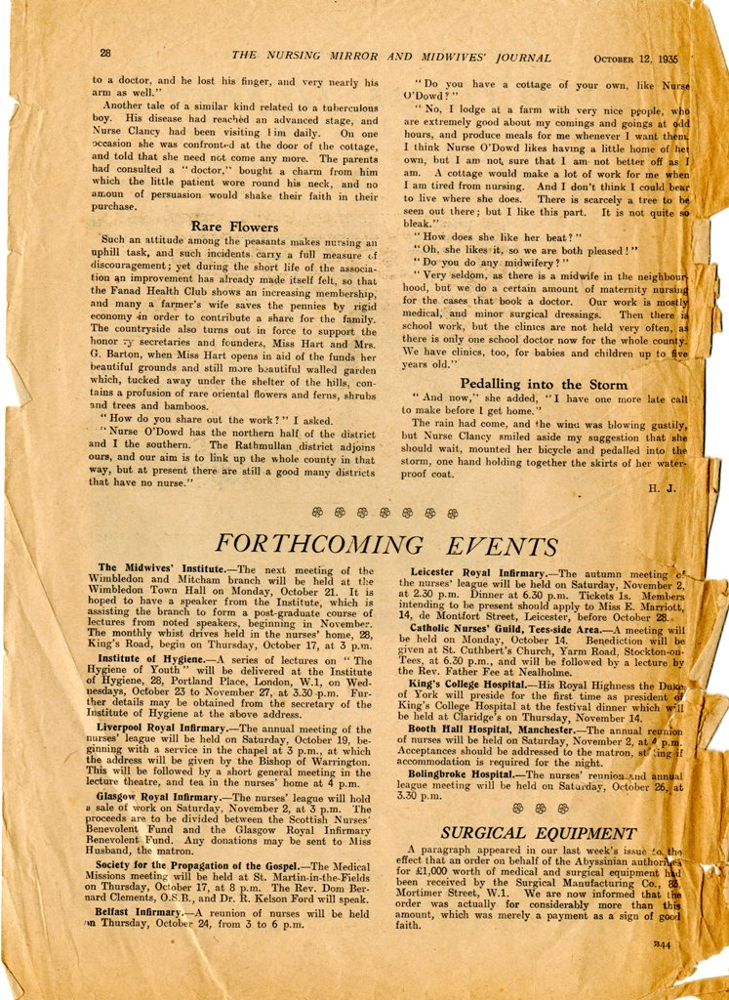 28
THE NURSING MIRROR AND MIDWIVES' JOURNAL
OCTOBER 12, 1935
to a doctor, and he lost his finger, and very nearly his
arm as well."
Another tale of a similar kind related to a tuberculous
boy. His disease had reached an advanced stage, and
Nurse Clancy had been visiting him daily. On one
occasion she was confronted at the door of the cottage,
and told that she need not come any more. The parents
had consulted a "doctor," bought a charm from him
which the little patient wore round his neck, and no
amoun of persuasion would shake their faith in their
purchase.
Rare Flowers
Such an attitude among the peasants makes nursing an
uphill task, and such incidents carry a full measure of
discouragement; yet during the short life of the associa-
tion an improvement has already made itself felt, so that
the Fanad Health Club shows an increasing membership,
and many a farmer's wife saves the pennies by rigid
economy in order to contribute a share for the family.
The countryside also turns out in force to support the
honor ry secretaries and founders, Miss Hart and Mrs.
G. Barton, when Miss Hart opens in aid of the funds her
beautiful grounds and still more beautiful walled garden
which, tucked away under the shelter of the hills, con-
tains a profusion of rare oriental flowers and ferns, shrubs
and trees and bamboos.
"How do you share out the work?" I asked.
"Nurse O'Dowd has the northern half of the district
and I the southern. The Rathmullan district adjoins
ours, and our aim is to link up the whole county in that
way, but at present there are still a good many districts
that have no nurse."
"Do you have a cottage of your own, like Nurse
O'Dowd?"
"No, I lodge at a farm with very nice people, who
are extremely good about my comings and goings at odd
hours, and produce meals for me whenever I want them.
I think Nurse O'Dowd likes having a little home of her
own, but I am not sure that I am not better off as I
am. A cottage would make a lot of work for me when
I am tired from nursing. And I don't think I could bear
to live where she does. There is scarcely a tree to be
seen out there; but I like this part. It is not quite so
bleak."
"How does she like her beat?"
"Oh, she likes it, so we are both pleased!"
"Do you do any midwifery?"
"Very seldom, as there is a midwife in the neighbour-
hood, but we do a certain amount of maternity nursing
for the cases that book a doctor. Our work is mostly
medical, and minor surgical dressings. Then there is
school work, but the clinics are not held very often, as
there is only one school doctor now for the whole county.
We have clinics, too, for babies and children up to five
years old."
Pedalling into the Storm
"And now," she added, "I have one more late call
to make before I get home."
The rain had come, and the wind was blowing gustily,
but Nurse Clancy smiled aside my suggestion that she
should wait, mounted her bicycle and pedalled into the
storm, one hand holding together the skirts of her water-
proof coat.
H. J.
FORTHCOMING EVENTS
The Midwives' Institute.—The next meeting of the
Wimbledon and Mitcham branch will be held at the
Wimbledon Town Hall on Monday, October 21. It is
hoped to have a speaker from the Institute, which is
assisting the branch to form a post-graduate course of
lectures from noted speakers, beginning in November.
The monthly whist drives held in the nurses' home, 28,
King's Road, begin on Thursday, October 17, at 3 p.m.
Institute of Hygiene.—A series of lectures on "The
Hygiene of Youth" will be delivered at the Institute
of Hygiene, 28, Portland Place, London, W.1, on Wed-
nesdays, October 23 to November 27, at 3.30 p.m. Fur-
ther details may be obtained from the secretary of the
Institute of Hygiene at the above address.
Liverpool Royal Infirmary.—The annual meeting of the
nurses' league will be held on Saturday, October 19, be-
ginning with a service in the chapel at 3 p.m., at which
the address will be given by the Bishop of Warrington.
This will be followed by a short general meeting in the
lecture theatre, and tea in the nurses' home at 4 p.m.
Glasgow Royal Infirmary.—The nurses' league will hold
a sale of work on Saturday, November 2, at 3 p.m. The
proceeds are to be divided between the Scottish Nurses'
Benevolent Fund and the Glasgow Royal Infirmary
Benevolent Fund. Any donations may be sent to Miss
Husband, the matron.
Society for the Propagation of the Gospel.—The Medical
Missions meeting will be held at St. Martin-in-the-Fields
on Thursday, October 17, at 8 p.m. The Rev. Dom Ber-
nard Clements, O.S.B., and Dr. R. Kelson Ford will speak.
Belfast Infirmary.—A reunion of nurses will be held
on Thursday, October 24, from 3 to 6 p.m.
Leicester Royal Infirmary.—The autumn meeting of
the nurses' league will be held on Saturday, November 2,
at 2.30 p.m. Dinner at 6.30 p.m. Tickets 1s. Members
intending to be present should apply to Miss E. Marriott,
14, de Montfort Street, Leicester, before October 28.
Catholic Nurses' Guild, Tees-side Area.—A meeting will
be held on Monday, October 14. Benediction will be
given at St. Cuthbert's Church, Yarm Road, Stockton-on-
Tees, at 6.30 p.m., and will be followed by a lecture by
the Rev. Father Fee at Nealholme.
King's College Hospital.—His Royal Highness the Duke
of York will preside for the first time as president of
King's College Hospital at the festival dinner which will
be held at Claridge's on Thursday, November 14.
Booth Hall Hospital, Manchester.—The annual reunion
of nurses will be held on Saturday, November 2, at 4 p.m.
Acceptances should be addressed to the matron, stating if
accommodation is required for the night.
Bolingbroke Hospital.—The nurses' reunion and annual
league meeting will be held on Saturday, October 26, at
3.30 p.m.
SURGICAL EQUIPMENT
A paragraph appeared in our last week's issue to the
effect that an order on behalf of the Abyssinian authorities
for £1,000 worth of medical and surgical equipment had
been received by the Surgical Manufacturing Co., 85,
Mortimer Street, W.1. We are now informed that the
order was actually for considerably more than this
amount, which was merely a payment as a sign of good
faith.
B44